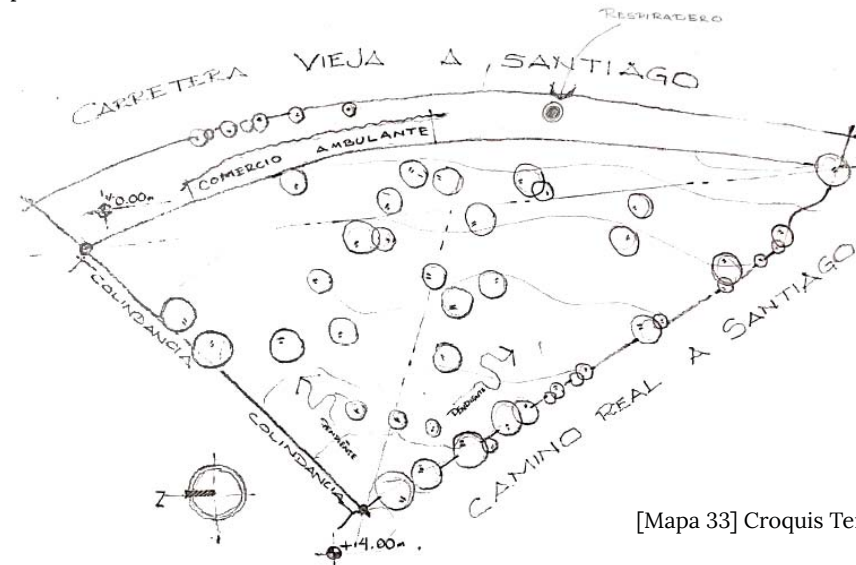 RESPIRADERO
CARRETERA VIEJA A SANTIAGO
COMERCIO AMBULANTE
0.00m
COLINDANCIA
CAMINO REAL A SANTIAGO
PENDIENTE
PENDIENTE
COLINDANCIA
Z
+14.00m.
[Mapa 33] Croquis Te